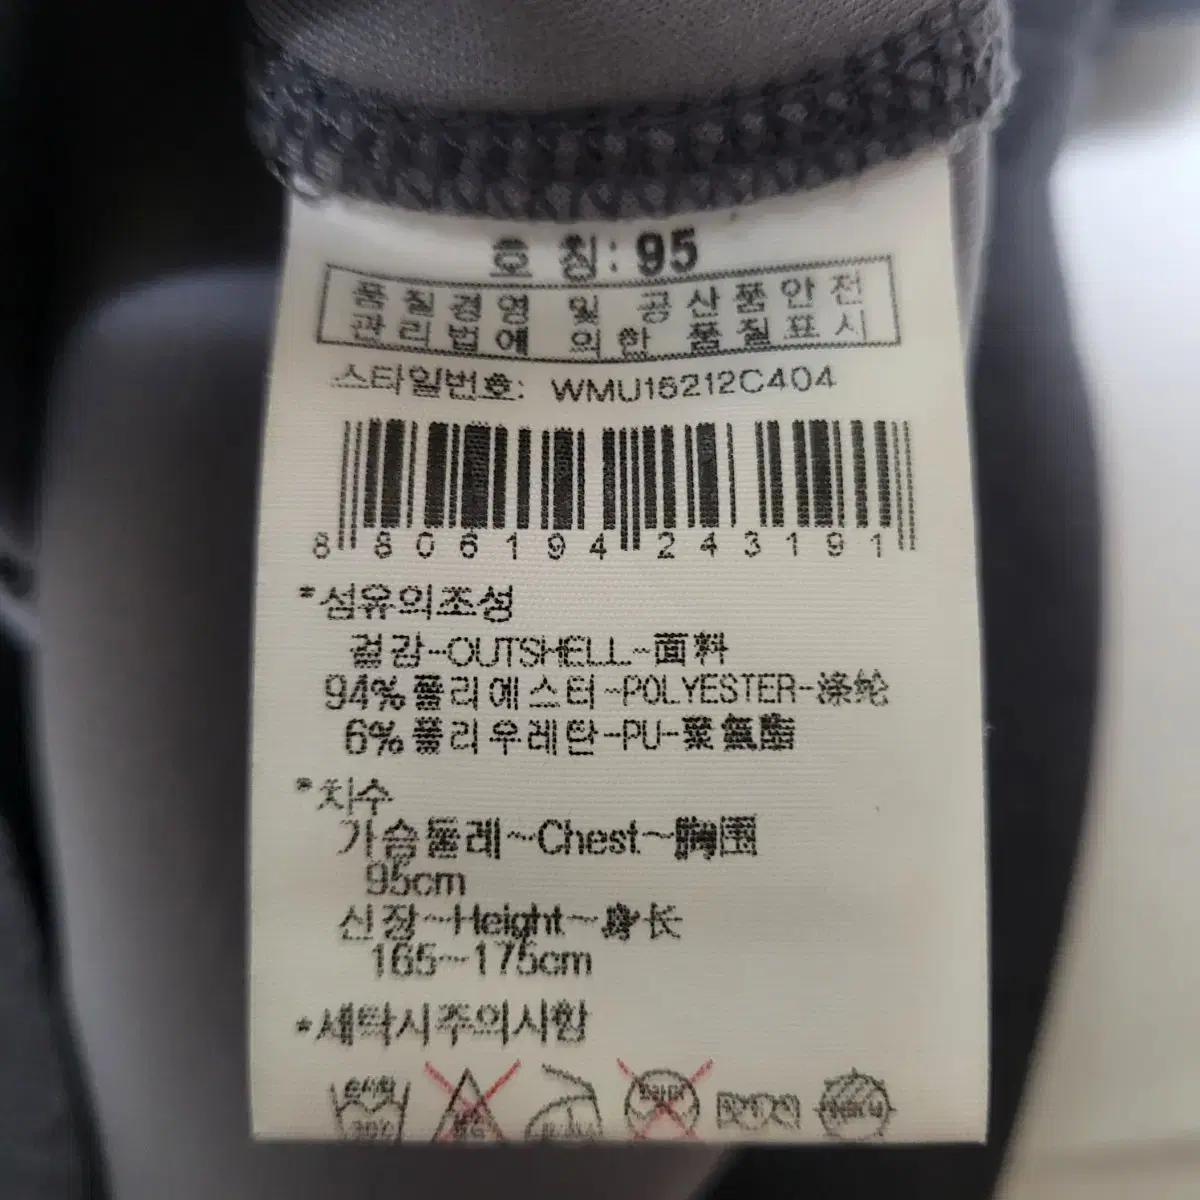 호 칭: 95
품질경영 및 공산품안전
관리법에 의한 품질표시
스타일번호: WMU16212C404
8 806194 243191
*섬유의조성
겉감-OUTSHELL-面料
94%폴리에스터-POLYESTER-涤纶
6%폴리우레탄-PU-聚氨酯
*치수
가슴둘레~Chest~胸围
95cm
신장~Height~身长
165~175cm
*세탁시주의사항